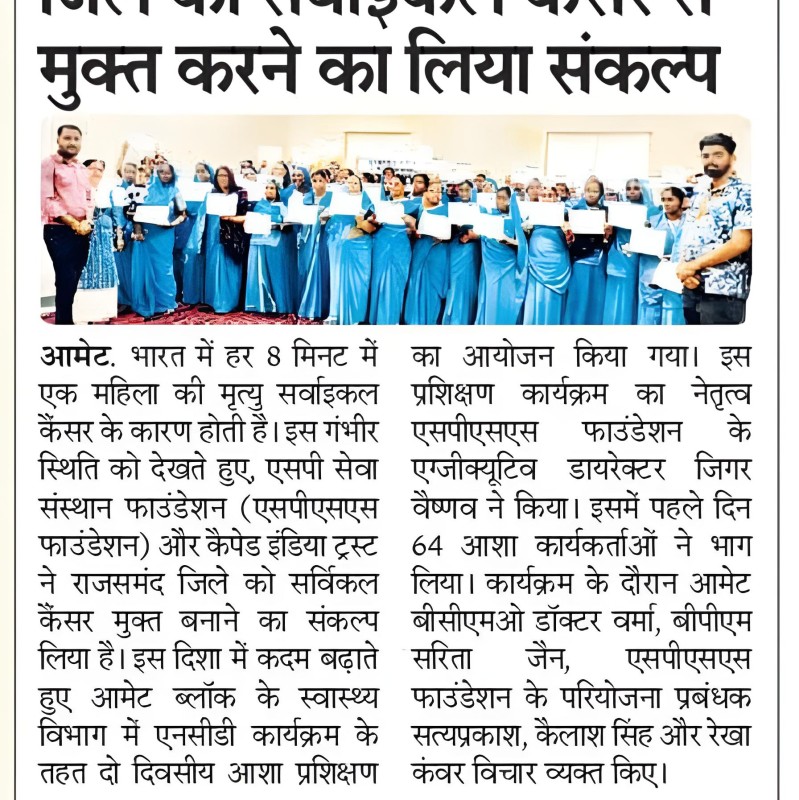 मुक्त करने का लिया संकल्प
आमेट. भारत में हर 8 मिनट में
एक महिला की मृत्यु सर्वाइकल
कैंसर के कारण होती है। इस गंभीर
स्थिति को देखते हुए, एसपी सेवा
संस्थान फाउंडेशन (एसपीएसएस
फाउंडेशन) और कैपेड इंडिया ट्रस्ट
ने राजसमंद जिले को सर्विकल
कैंसर मुक्त बनाने का संकल्प
लिया है। इस दिशा में कदम बढ़ाते
हुए आमेट ब्लॉक के स्वास्थ्य
विभाग में एनसीडी कार्यक्रम के
तहत दो दिवसीय आशा प्रशिक्षण
का आयोजन किया गया। इस
प्रशिक्षण कार्यक्रम का नेतृत्व
एसपीएसएस फाउंडेशन के
एग्जीक्यूटिव डायरेक्टर जिगर
वैष्णव ने किया। इसमें पहले दिन
64 आशा कार्यकर्ताओं ने भाग
लिया। कार्यक्रम के दौरान आमेट
बीसीएमओ डॉक्टर वर्मा, बीपीएम
सरिता जैन, एसपीएसएस
फाउंडेशन के परियोजना प्रबंधक
सत्यप्रकाश, कैलाश सिंह और रेखा
कंवर विचार व्यक्त किए।